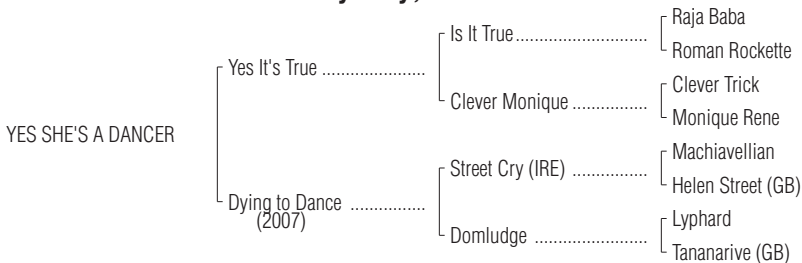 Raja Baba
Is It True
Roman Rockette
Yes It's True
Clever Trick
Clever Monique
Monique Rene
YES SHE'S A DANCER
Machiavellian
Street Cry (IRE)
Helen Street (GB)
Dying to Dance
(2007)
Lyphard
Domludge
Tananarive (GB)